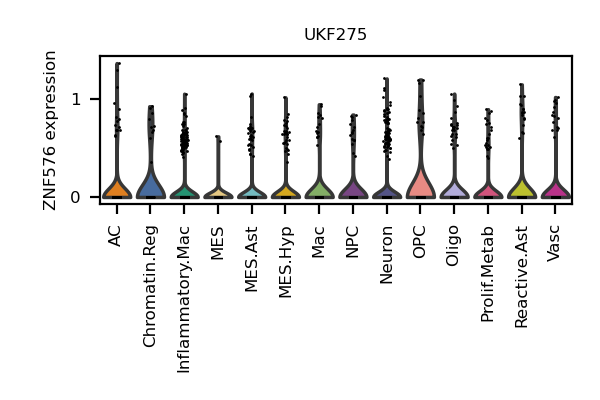 UKF275
ZNF576 expression
1
0
AC
Chromatin.Reg
Inflammatory.Mac
MES
MES.Ast
MES.Hyp
Mac
NPC
Neuron
OPC
Oligo
Prolif.Metab
Reactive.Ast
Vasc